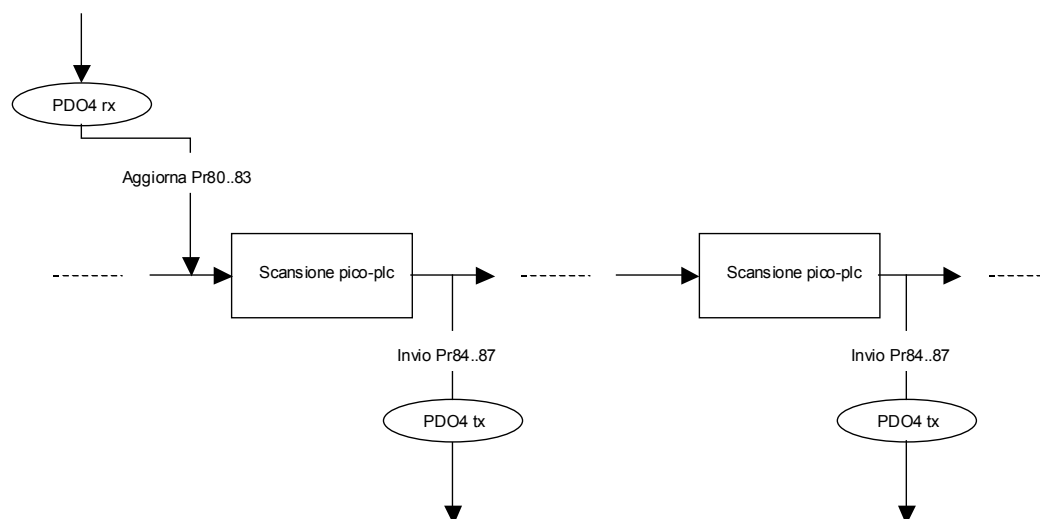 PDO4 rx
Aggiorna Pr80..83
Scansione pico-plc
Scansione pico-plc
Invio Pr84..87
Invio Pr84..87
PDO4 tx
PDO4 tx